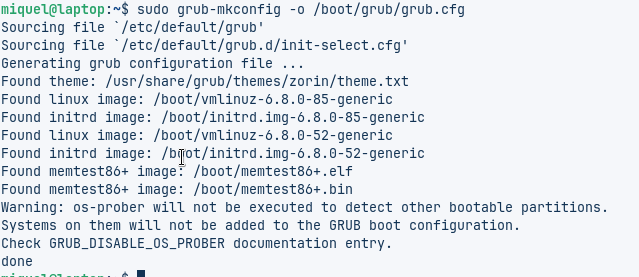 miquel@laptop:~$ sudo grub-mkconfig -o /boot/grub/grub.cfg
Sourcing file `/etc/default/grub'
Sourcing file `/etc/default/grub.d/init-select.cfg'
Generating grub configuration file ...
Found theme: /usr/share/grub/themes/zorin/theme.txt
Found linux image: /boot/vmlinuz-6.8.0-85-generic
Found initrd image: /boot/initrd.img-6.8.0-85-generic
Found linux image: /boot/vmlinuz-6.8.0-52-generic
Found initrd image: /boot/initrd.img-6.8.0-52-generic
Found memtest86+ image: /boot/memtest86+.elf
Found memtest86+ image: /boot/memtest86+.bin
Warning: os-prober will not be executed to detect other bootable partitions.
Systems on them will not be added to the GRUB boot configuration.
Check GRUB_DISABLE_OS_PROBER documentation entry.
done
miquel@laptop:~$